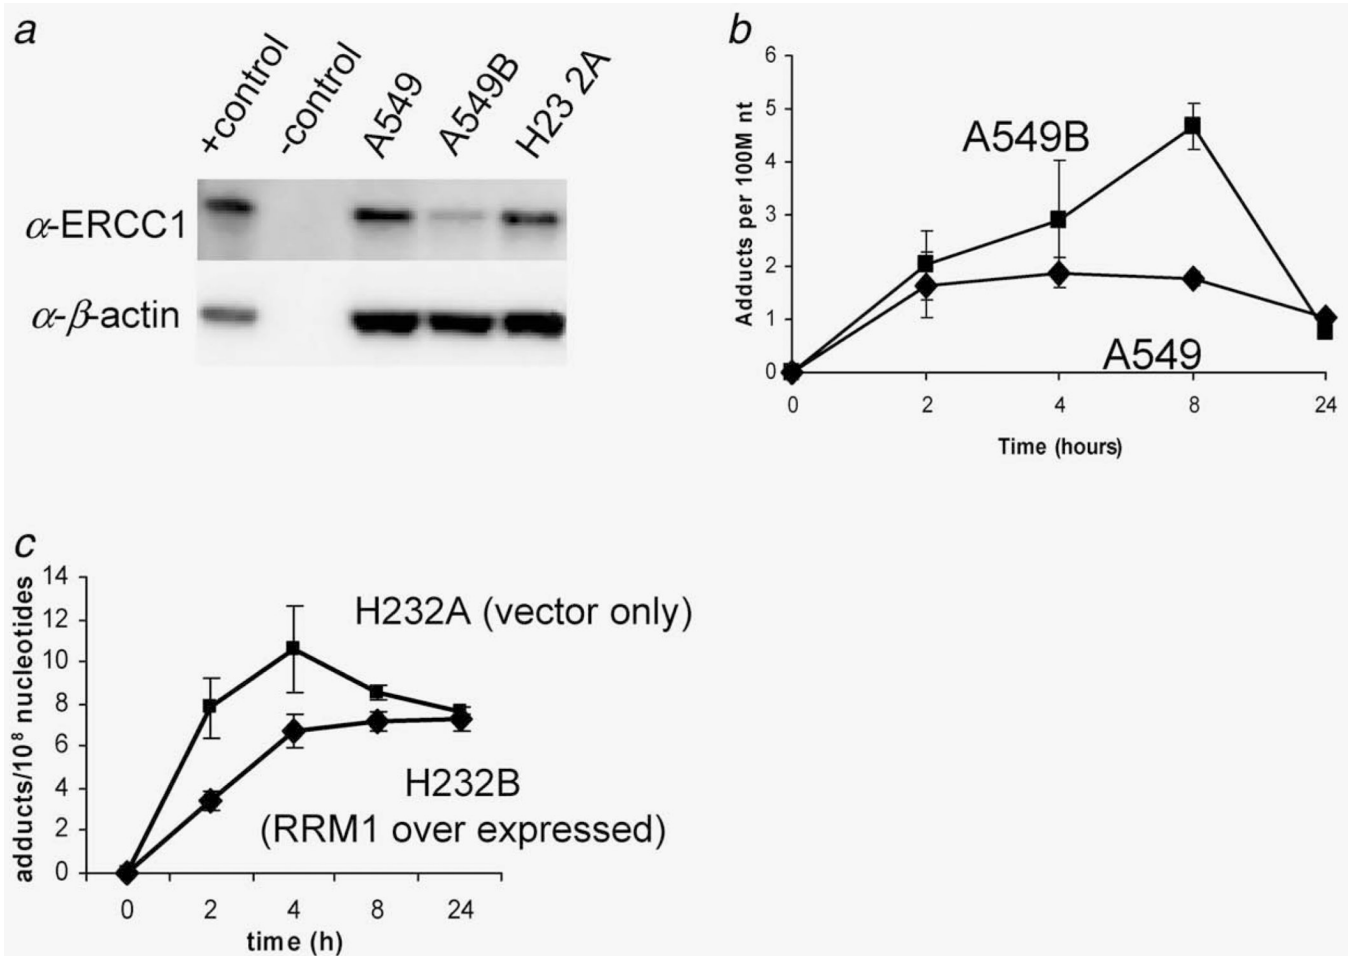 a
+control
-control
A549
A549B
H23 2A
α-ERCC1
α-β-actin
b
6
5
4
3
2
1
0
Adducts per 100M nt
A549B
A549
0 2 4 8 24
Time (hours)
c
14
12
10
8
6
4
2
0
adducts/10⁸ nucleotides
H232A (vector only)
H232B
(RRM1 over expressed)
0 2 4 8 24
time (h)